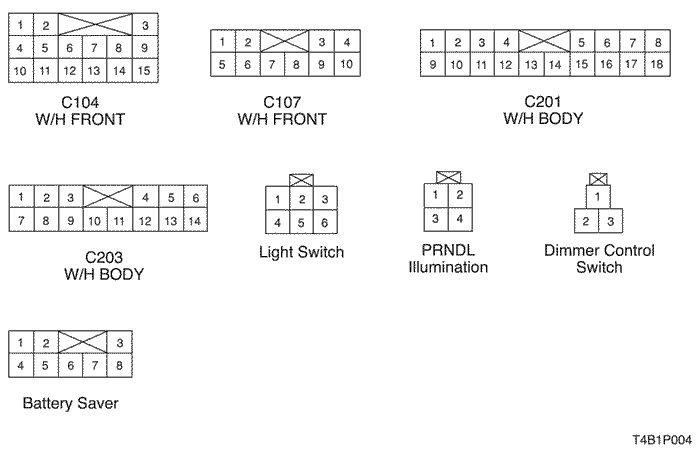 1 2 3
4 5 6 7 8 9
10 11 12 13 14 15
C104
W/H FRONT
1 2 3 4
5 6 7 8 9 10
C107
W/H FRONT
1 2 3 4 5 6 7 8
9 10 11 12 13 14 15 16 17 18
C201
W/H BODY
1 2 3 4 5 6
7 8 9 10 11 12 13 14
C203
W/H BODY
1 2 3
4 5 6
Light Switch
1 2
3 4
PRNDL
Illumination
1
2 3
Dimmer Control
Switch
1 2 3
4 5 6 7 8
Battery Saver
T4B1P004